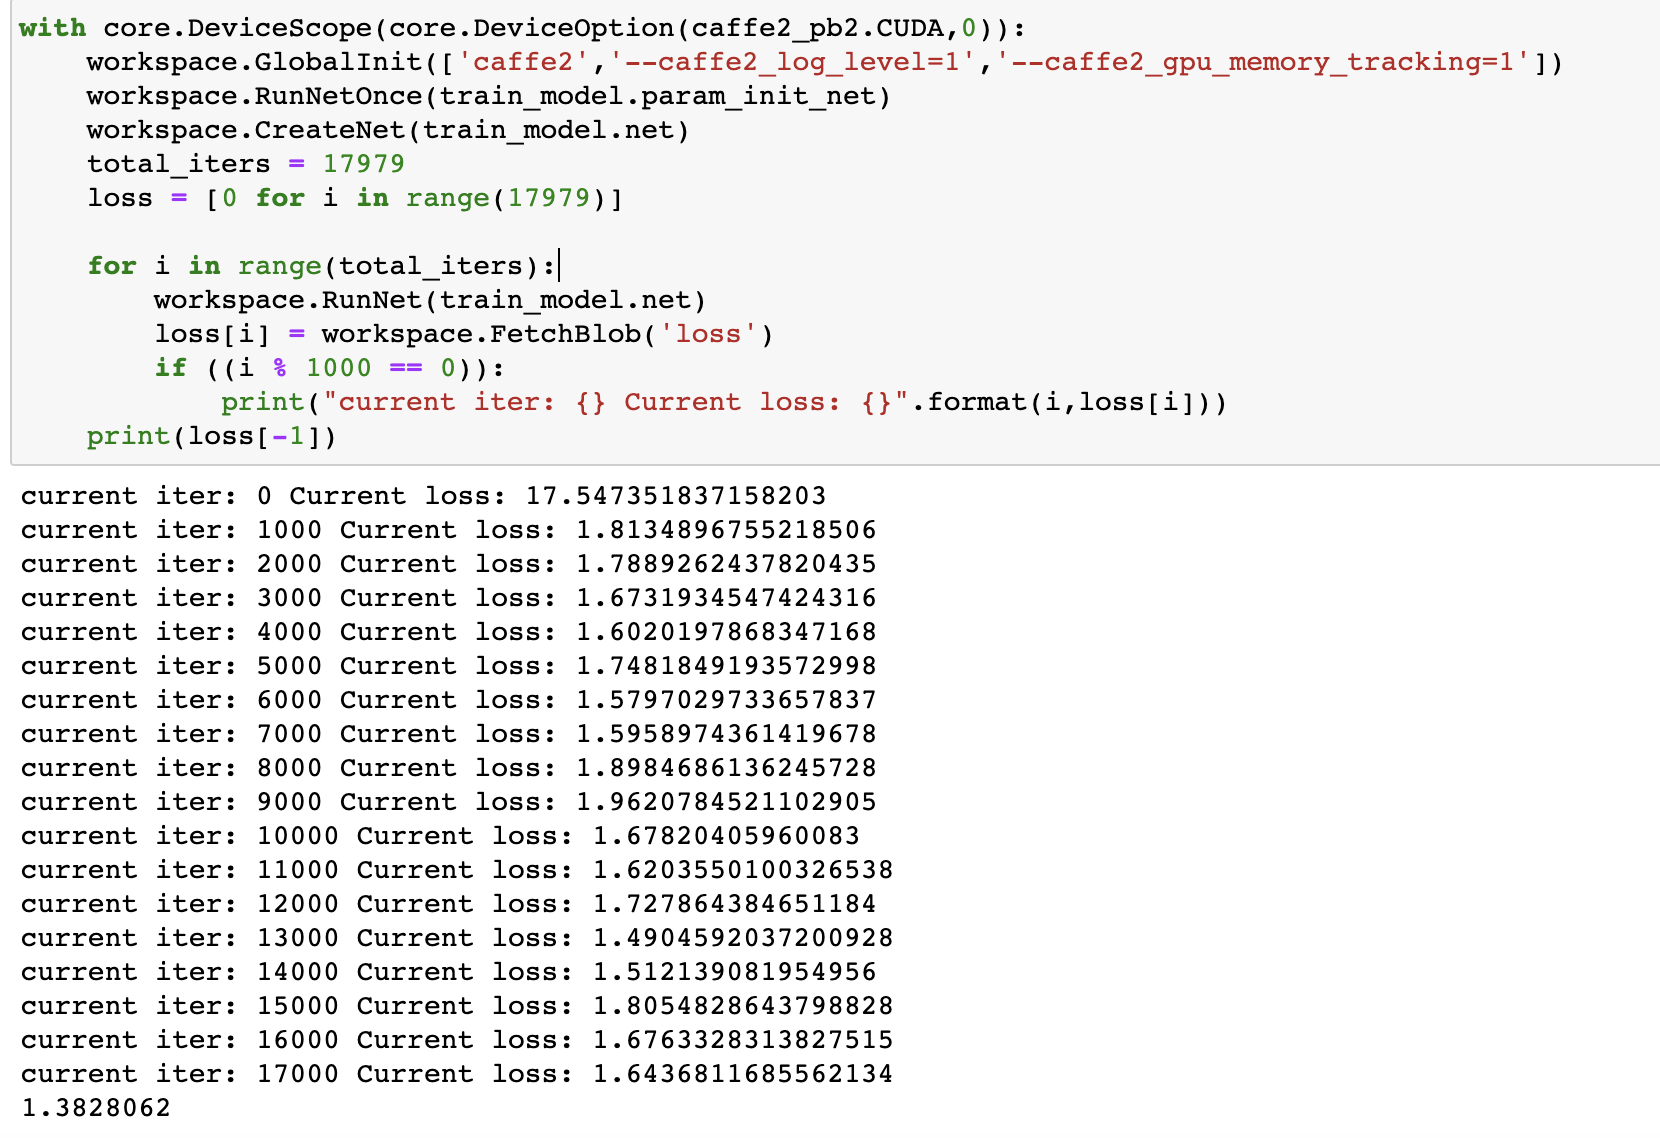 with core.DeviceScope(core.DeviceOption(caffe2_pb2.CUDA,0)):
    workspace.GlobalInit(['caffe2','--caffe2_log_level=1','--caffe2_gpu_memory_tracking=1'])
    workspace.RunNetOnce(train_model.param_init_net)
    workspace.CreateNet(train_model.net)
    total_iters = 17979
    loss = [0 for i in range(17979)]

    for i in range(total_iters):
        workspace.RunNet(train_model.net)
        loss[i] = workspace.FetchBlob('loss')
        if ((i % 1000 == 0)):
            print("current iter: {} Current loss: {}".format(i,loss[i]))
    print(loss[-1])
current iter: 0 Current loss: 17.547351837158203
current iter: 1000 Current loss: 1.8134896755218506
current iter: 2000 Current loss: 1.7889262437820435
current iter: 3000 Current loss: 1.6731934547424316
current iter: 4000 Current loss: 1.6020197868347168
current iter: 5000 Current loss: 1.7481849193572998
current iter: 6000 Current loss: 1.5797029733657837
current iter: 7000 Current loss: 1.5958974361419678
current iter: 8000 Current loss: 1.8984686136245728
current iter: 9000 Current loss: 1.9620784521102905
current iter: 10000 Current loss: 1.67820405960083
current iter: 11000 Current loss: 1.6203550100326538
current iter: 12000 Current loss: 1.727864384651184
current iter: 13000 Current loss: 1.4904592037200928
current iter: 14000 Current loss: 1.512139081954956
current iter: 15000 Current loss: 1.8054828643798828
current iter: 16000 Current loss: 1.6763328313827515
current iter: 17000 Current loss: 1.6436811685562134
1.3828062